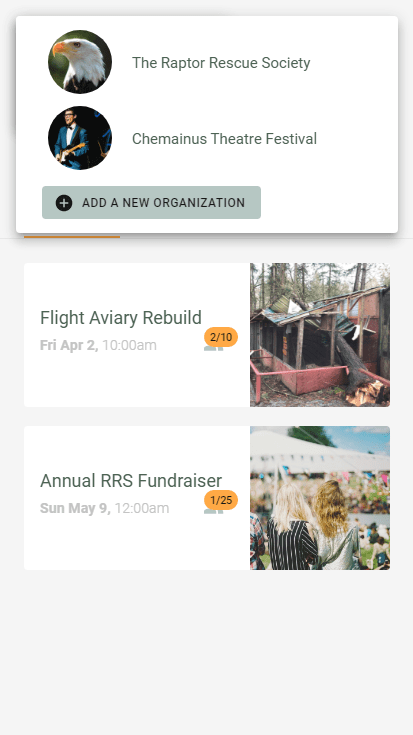 The Raptor Rescue Society
Chemainus Theatre Festival
ADD A NEW ORGANIZATION
Flight Aviary Rebuild
Fri Apr 2, 10:00am
2/10
Annual RRS Fundraiser
Sun May 9, 12:00am
1/25